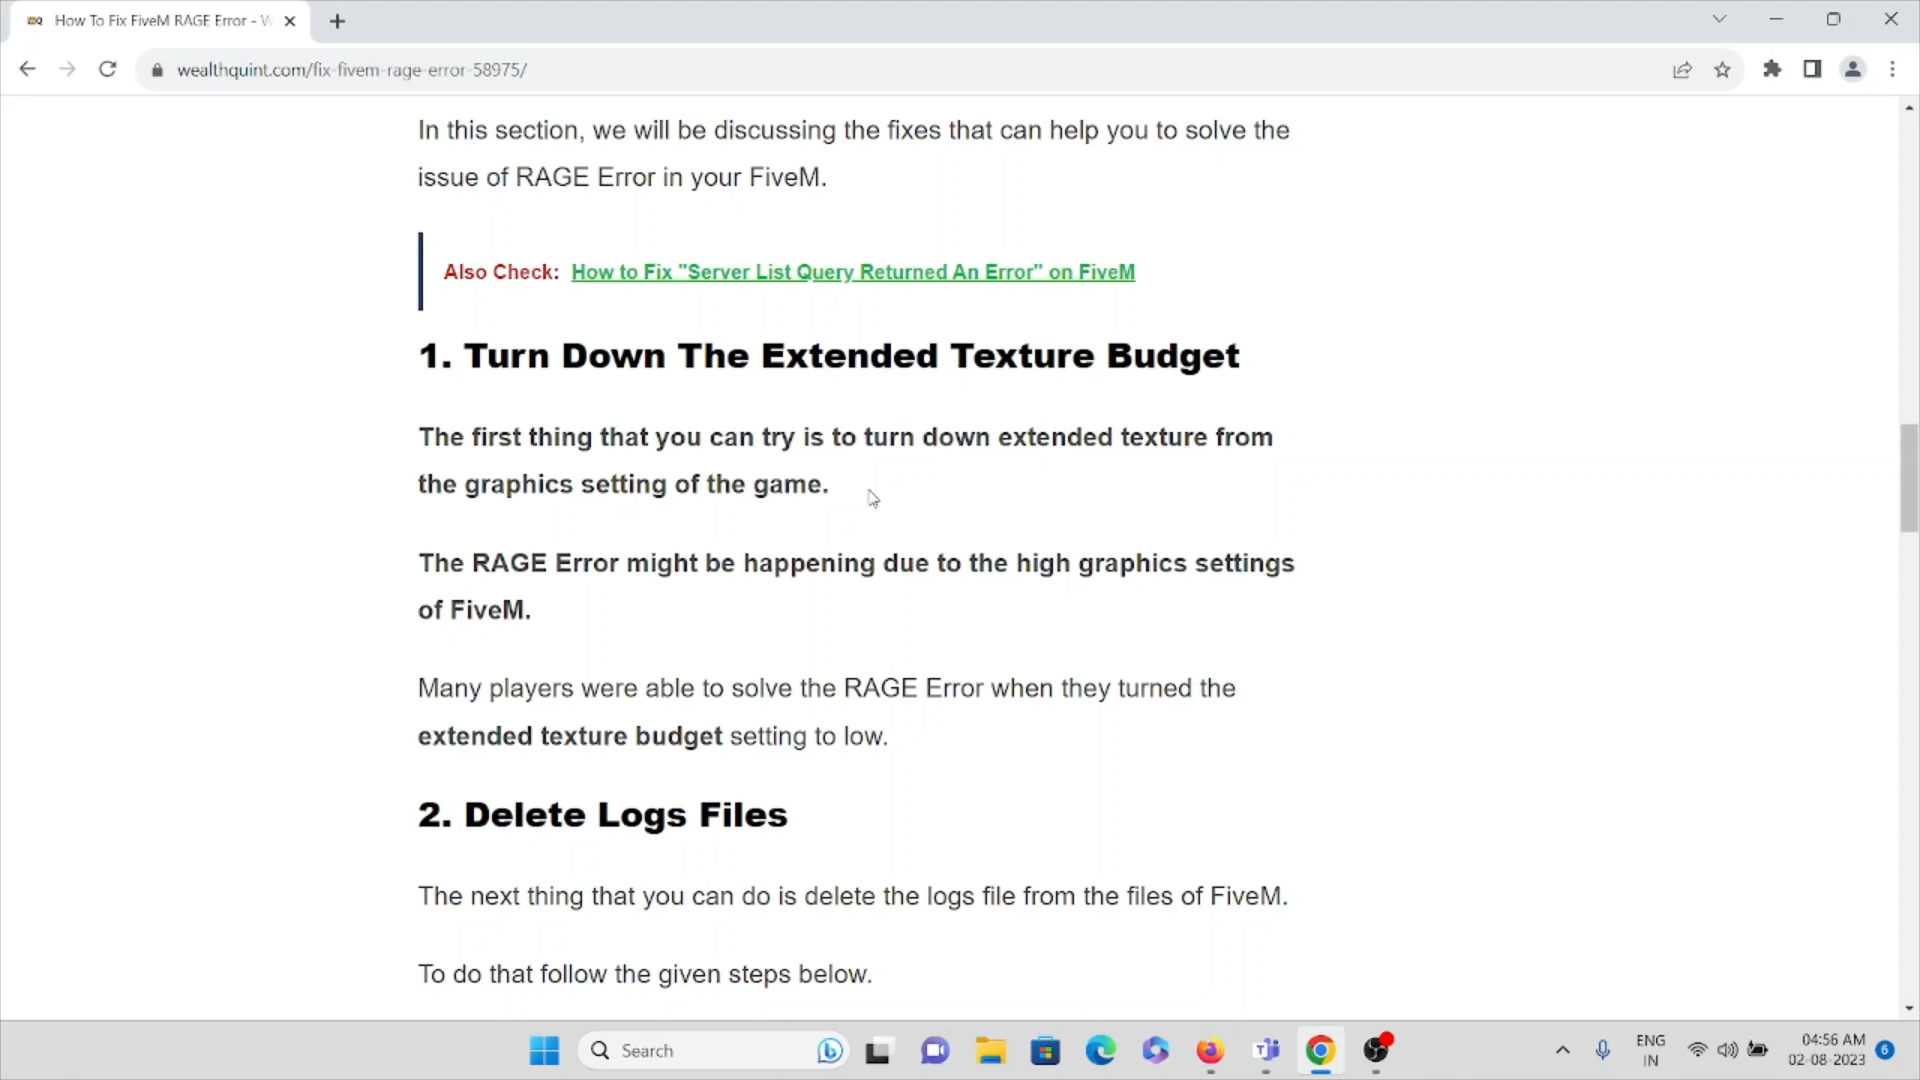 How To Fix FiveM RAGE Error - W
wealthquint.com/fix-fivem-rage-error-58975/
In this section, we will be discussing the fixes that can help you to solve the
issue of RAGE Error in your FiveM.
Also Check: How to Fix "Server List Query Returned An Error" on FiveM
1. Turn Down The Extended Texture Budget
The first thing that you can try is to turn down extended texture from
the graphics setting of the game.
The RAGE Error might be happening due to the high graphics settings
of FiveM.
Many players were able to solve the RAGE Error when they turned the
extended texture budget setting to low.
2. Delete Logs Files
The next thing that you can do is delete the logs file from the files of FiveM.
To do that follow the given steps below.
Search
ENG
IN
04:56 AM
02-08-2023
6